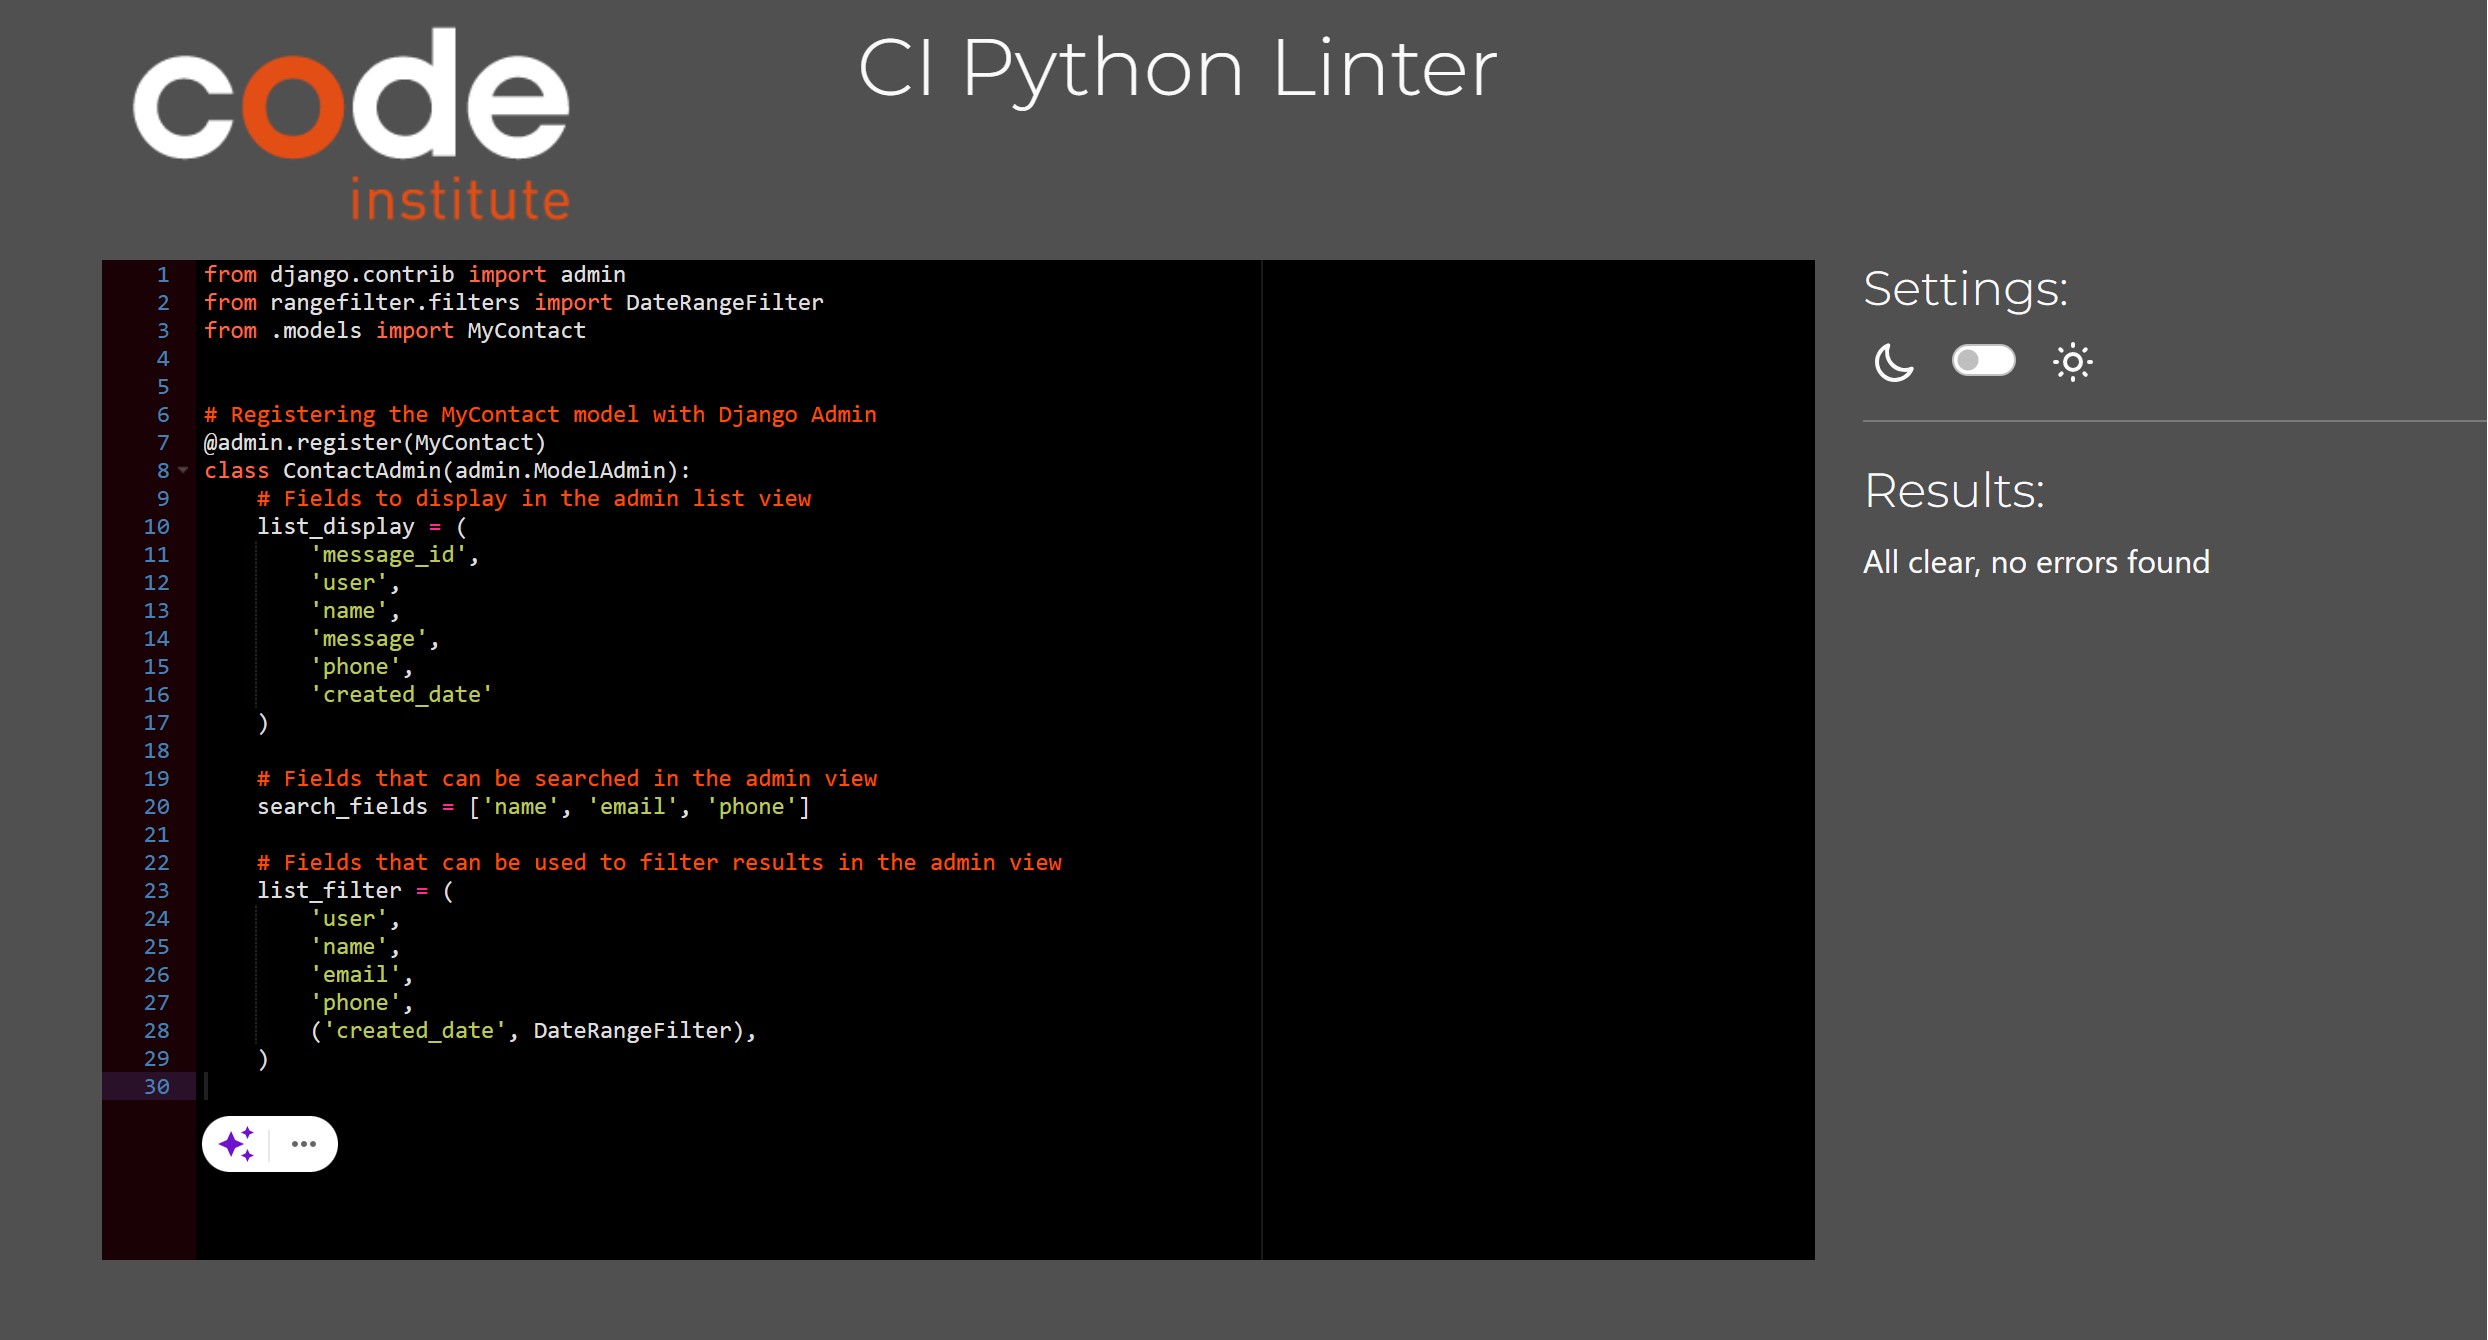 code
institute
CI Python Linter
1 from django.contrib import admin
2 from rangefilter.filters import DateRangeFilter
3 from .models import MyContact
4
5
6 # Registering the MyContact model with Django Admin
7 @admin.register(MyContact)
8 class ContactAdmin(admin.ModelAdmin):
9     # Fields to display in the admin list view
10     list_display = (
11         'message_id',
12         'user',
13         'name',
14         'message',
15         'phone',
16         'created_date'
17     )
18
19     # Fields that can be searched in the admin view
20     search_fields = ['name', 'email', 'phone']
21
22     # Fields that can be used to filter results in the admin view
23     list_filter = (
24         'user',
25         'name',
26         'email',
27         'phone',
28         ('created_date', DateRangeFilter),
29     )
30
Settings:
Results:
All clear, no errors found